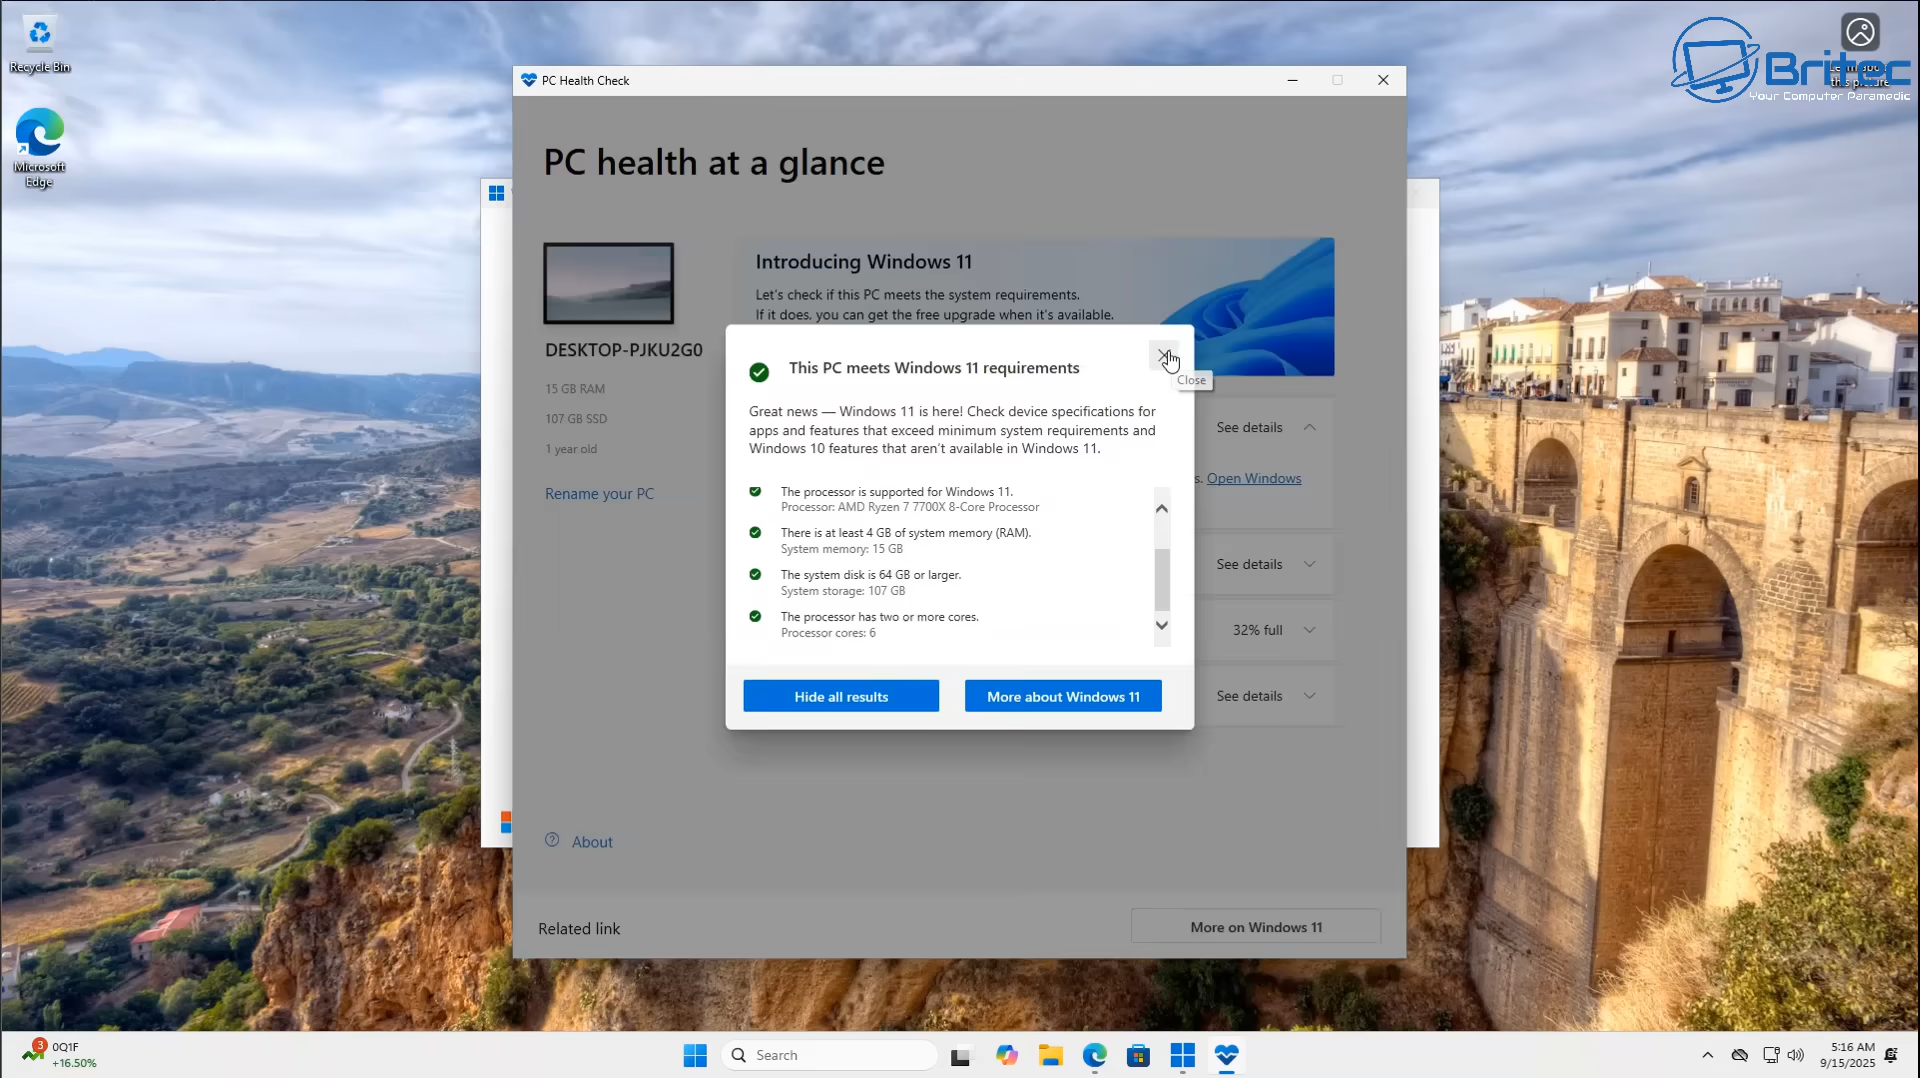 Recycle Bin
Microsoft
Edge
Britec
Your Computer Paramedic
PC Health Check
PC health at a glance
DESKTOP-PJKU2G0
15 GB RAM
107 GB SSD
1 year old
Rename your PC
Introducing Windows 11
Let's check if this PC meets the system requirements.
If it does, you can get the free upgrade when it's available.
This PC meets Windows 11 requirements
Close
Great news — Windows 11 is here! Check device specifications for
apps and features that exceed minimum system requirements and
Windows 10 features that aren't available in Windows 11.
The processor is supported for Windows 11.
Processor: AMD Ryzen 7 7700X 8-Core Processor
There is at least 4 GB of system memory (RAM).
System memory: 15 GB
The system disk is 64 GB or larger.
System storage: 107 GB
The processor has two or more cores.
Processor cores: 6
Hide all results
More about Windows 11
See details
s. Open Windows
See details
32% full
See details
About
Related link
More on Windows 11
3
0Q1F
+16.50%
Search
5:16 AM
9/15/2025